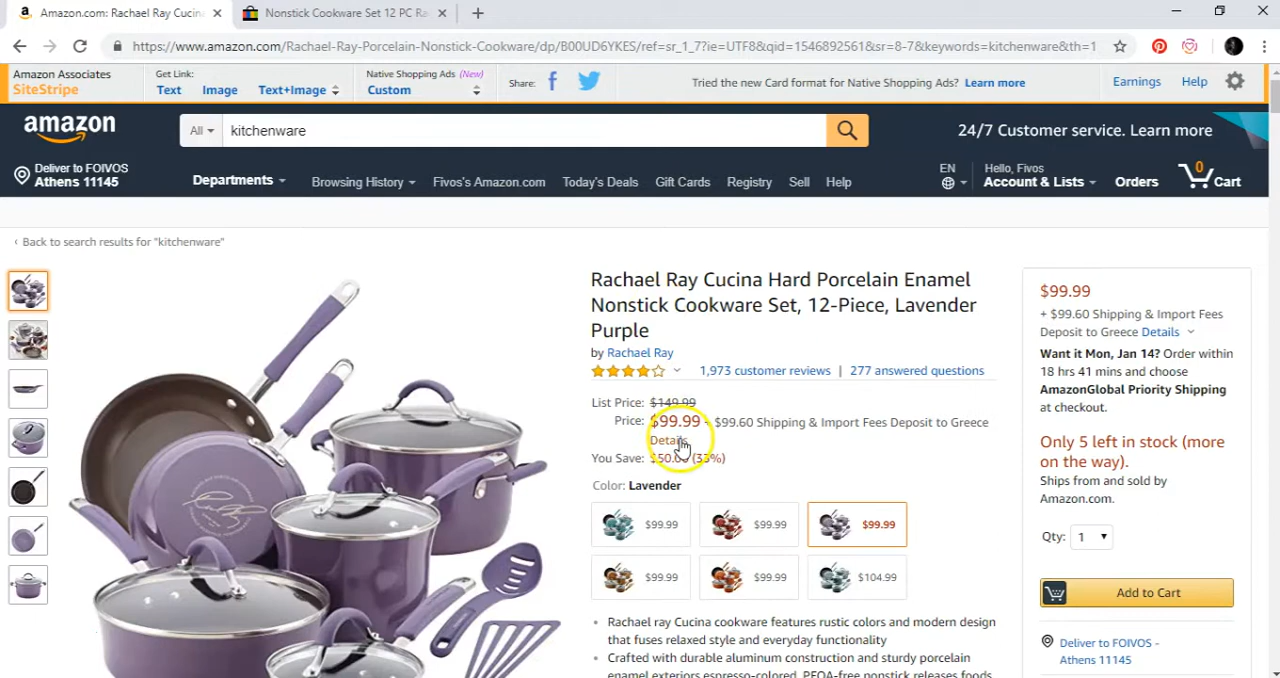 Amazon.com: Rachael Ray Cucin
Nonstick Cookware Set 12 PC Ra
https://www.amazon.com/Rachael-Ray-Porcelain-Nonstick-Cookware/dp/B00UD6YKES/ref=sr_1_7?ie=UTF8&qid=1546892561&sr=8-7&keywords=kitchenware&th=1
Amazon Associates
SiteStripe
Get Link:
Text Image Text+Image
Native Shopping Ads (New)
Custom
Share:
Tried the new Card format for Native Shopping Ads? Learn more
Earnings Help
amazon
All kitchenware
24/7 Customer service. Learn more
Deliver to FOIVOS
Athens 11145
Departments Browsing History Fivos's Amazon.com Today's Deals Gift Cards Registry Sell Help
EN
Hello, Fivos
Account & Lists
Orders
0
Cart
‹ Back to search results for "kitchenware"
Rachael Ray Cucina Hard Porcelain Enamel
Nonstick Cookware Set, 12-Piece, Lavender
Purple
by Rachael Ray
1,973 customer reviews | 277 answered questions
List Price: $149.99
Price: $99.99 + $99.60 Shipping & Import Fees Deposit to Greece
Details
You Save: $50.00 (33%)
Color: Lavender
$99.99 $99.99 $99.99
$99.99 $99.99 $104.99
• Rachael ray Cucina cookware features rustic colors and modern design
that fuses relaxed style and everyday functionality
• Crafted with durable aluminum construction and sturdy porcelain
enamel exteriors espresso-colored. PFOA-free nonstick releases foods
$99.99
+ $99.60 Shipping & Import Fees
Deposit to Greece Details
Want it Mon, Jan 14? Order within
18 hrs 41 mins and choose
AmazonGlobal Priority Shipping
at checkout.
Only 5 left in stock (more
on the way).
Ships from and sold by
Amazon.com.
Qty: 1
Add to Cart
Deliver to FOIVOS -
Athens 11145